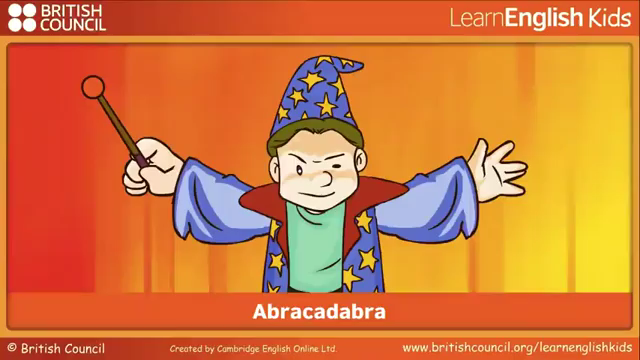 BRITISH
COUNCIL
LearnEnglish Kids
Abracadabra
© British Council
Created by Cambridge English Online Ltd.
www.britishcouncil.org/learnenglishkids